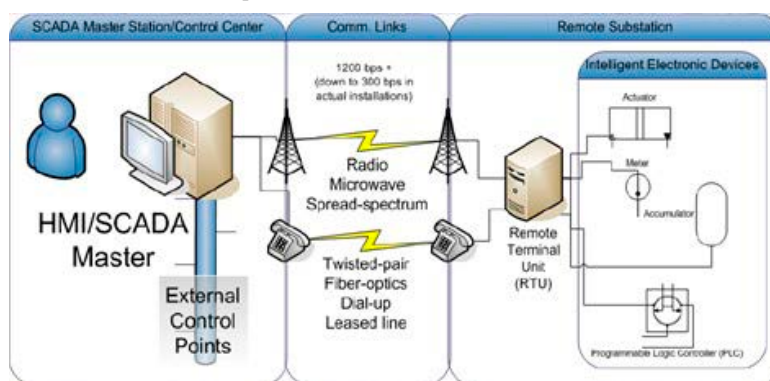 SCADA Master Station/Control Center
HMI/SCADA
Master
External
Control
Points
Comm. Links
1200 bps +
(down to 300 bps in
actual installations)
Radio
Microwave
Spread-spectrum
Twisted-pair
Fiber-optics
Dial-up
Leased line
Remote Substation
Remote
Terminal
Unit
(RTU)
Intelligent Electronic Devices
Actuator
Meter
Accumulator
Programmable Logic Controller (PLC)